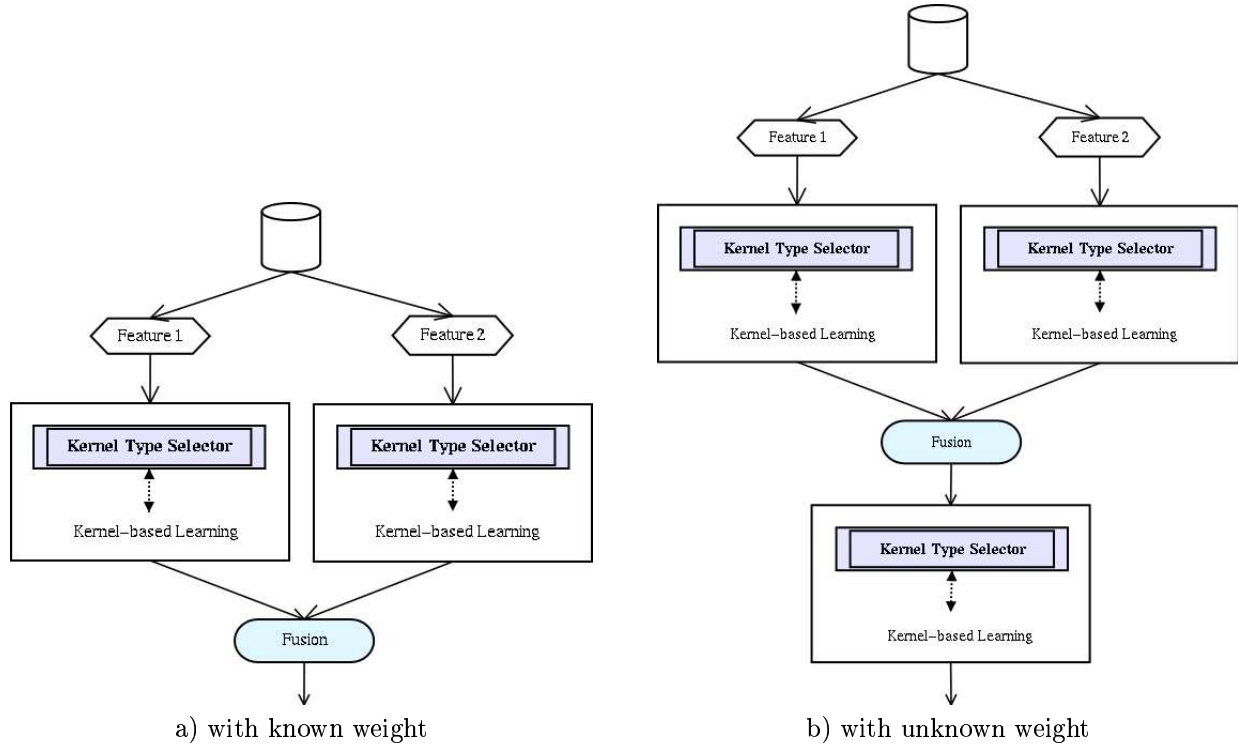 Feature 1
Feature 2
Kernel Type Selector
Kernel Type Selector
Kernel–based Learning
Kernel–based Learning
Fusion
a) with known weight
Feature 1
Feature 2
Kernel Type Selector
Kernel Type Selector
Kernel–based Learning
Kernel–based Learning
Fusion
Kernel Type Selector
Kernel–based Learning
b) with unknown weight